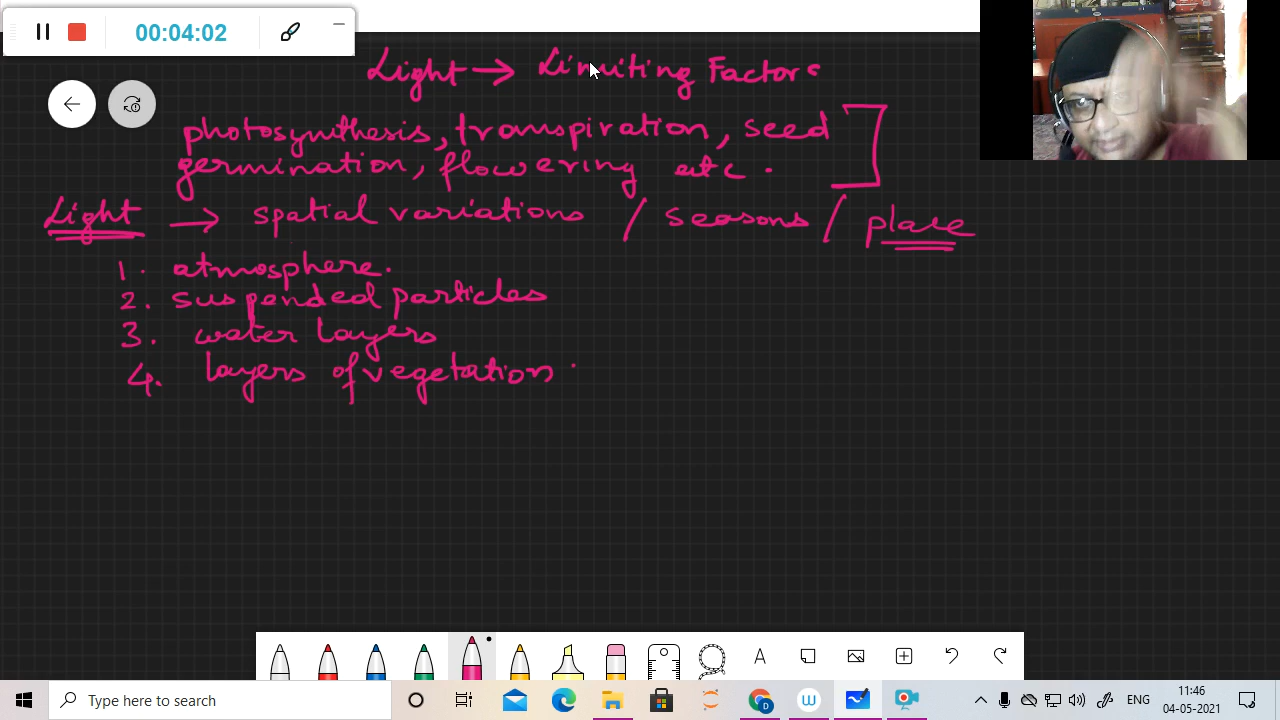 00:04:02
Light → Limiting Factors
photosynthesis, transpiration, seed
germination, flowering etc.
Light → spatial variations / seasons / place
1. atmosphere.
2. suspended particles
3. water layers
4. layers of vegetation.
A
Type here to search
ENG
11:46
04-05-2021